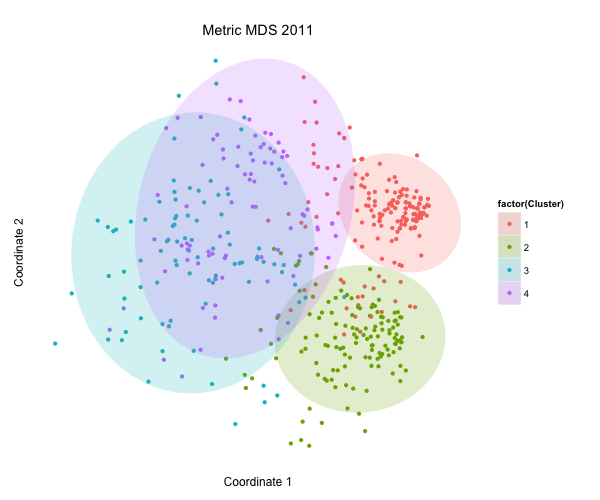 Metric MDS 2011
Coordinate 2
factor(Cluster)
1
2
3
4
Coordinate 1